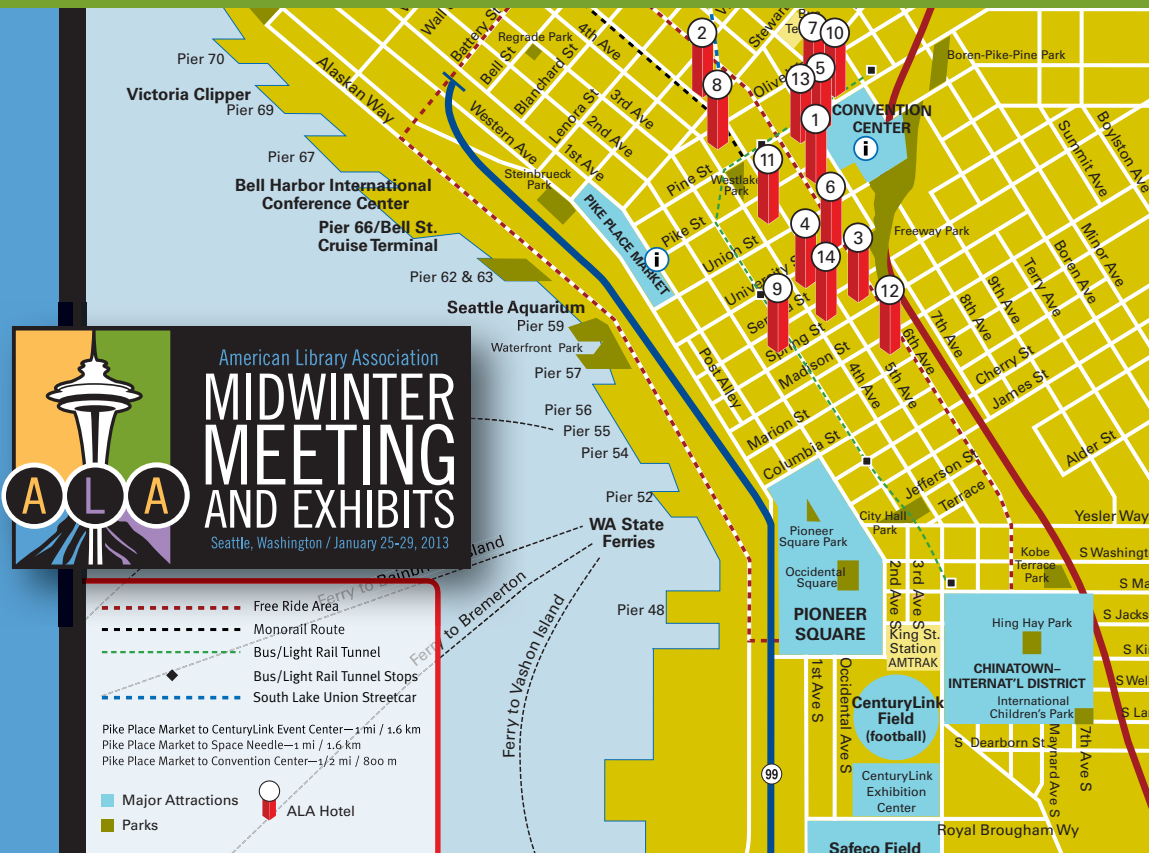 Pier 70
Victoria Clipper
Pier 69
Pier 67
Bell Harbor International
Conference Center
Pier 66/Bell St.
Cruise Terminal
Pier 62 & 63
Seattle Aquarium
Pier 59
Waterfront Park
Pier 57
Pier 56
Pier 55
Pier 54
Pier 52
WA State
Ferries
Pier 48
Alaskan Way
Battery St
Regrade Park
Bell St
Blanchard St
4th Ave
Lenora St
3rd Ave
2nd Ave
1st Ave
Western Ave
Steinbrueck
Park
PIKE PLACE MARKET
i
Pine St
Pike St
Union St
Westlake
Park
Spring St
Madison St
Marion St
Columbia St
Post Alley
4th Ave
5th Ave
6th Ave
7th Ave
8th Ave
9th Ave
Terry Ave
Boren Ave
Minor Ave
Summit Ave
Boylston Ave
Cherry St
James St
Alder St
Jefferson St
Terrace
Yesler Way
Boren-Pike-Pine Park
CONVENTION
CENTER
i
Freeway Park
2
7
10
8
13
5
1
11
6
4
3
14
9
12
City Hall
Park
Pioneer
Square Park
Occidental
Square
PIONEER
SQUARE
2nd Ave S
3rd Ave S
King St.
Station
AMTRAK
Kobe
Terrace
Park
Hing Hay Park
CHINATOWN–
INTERNAT'L DISTRICT
International
Children's Park
S Washingt
S Ma
S Jacks
S Ki
S Wel
S La
1st Ave S
Occidental Ave S
CenturyLink
Field
(football)
CenturyLink
Exhibition
Center
S Dearborn St
Maynard Ave S
7th Ave S
Royal Brougham Wy
Safeco Field
99
American Library Association
MIDWINTER
MEETING
AND EXHIBITS
Seattle, Washington / January 25-29, 2013
A L A
Ferry to Bremerton
Ferry to Vashon Island
Free Ride Area
Monorail Route
Bus/Light Rail Tunnel
Bus/Light Rail Tunnel Stops
South Lake Union Streetcar
Pike Place Market to CenturyLink Event Center—1 mi / 1.6 km
Pike Place Market to Space Needle—1 mi / 1.6 km
Pike Place Market to Convention Center—1/2 mi / 800 m
Major Attractions
Parks
ALA Hotel